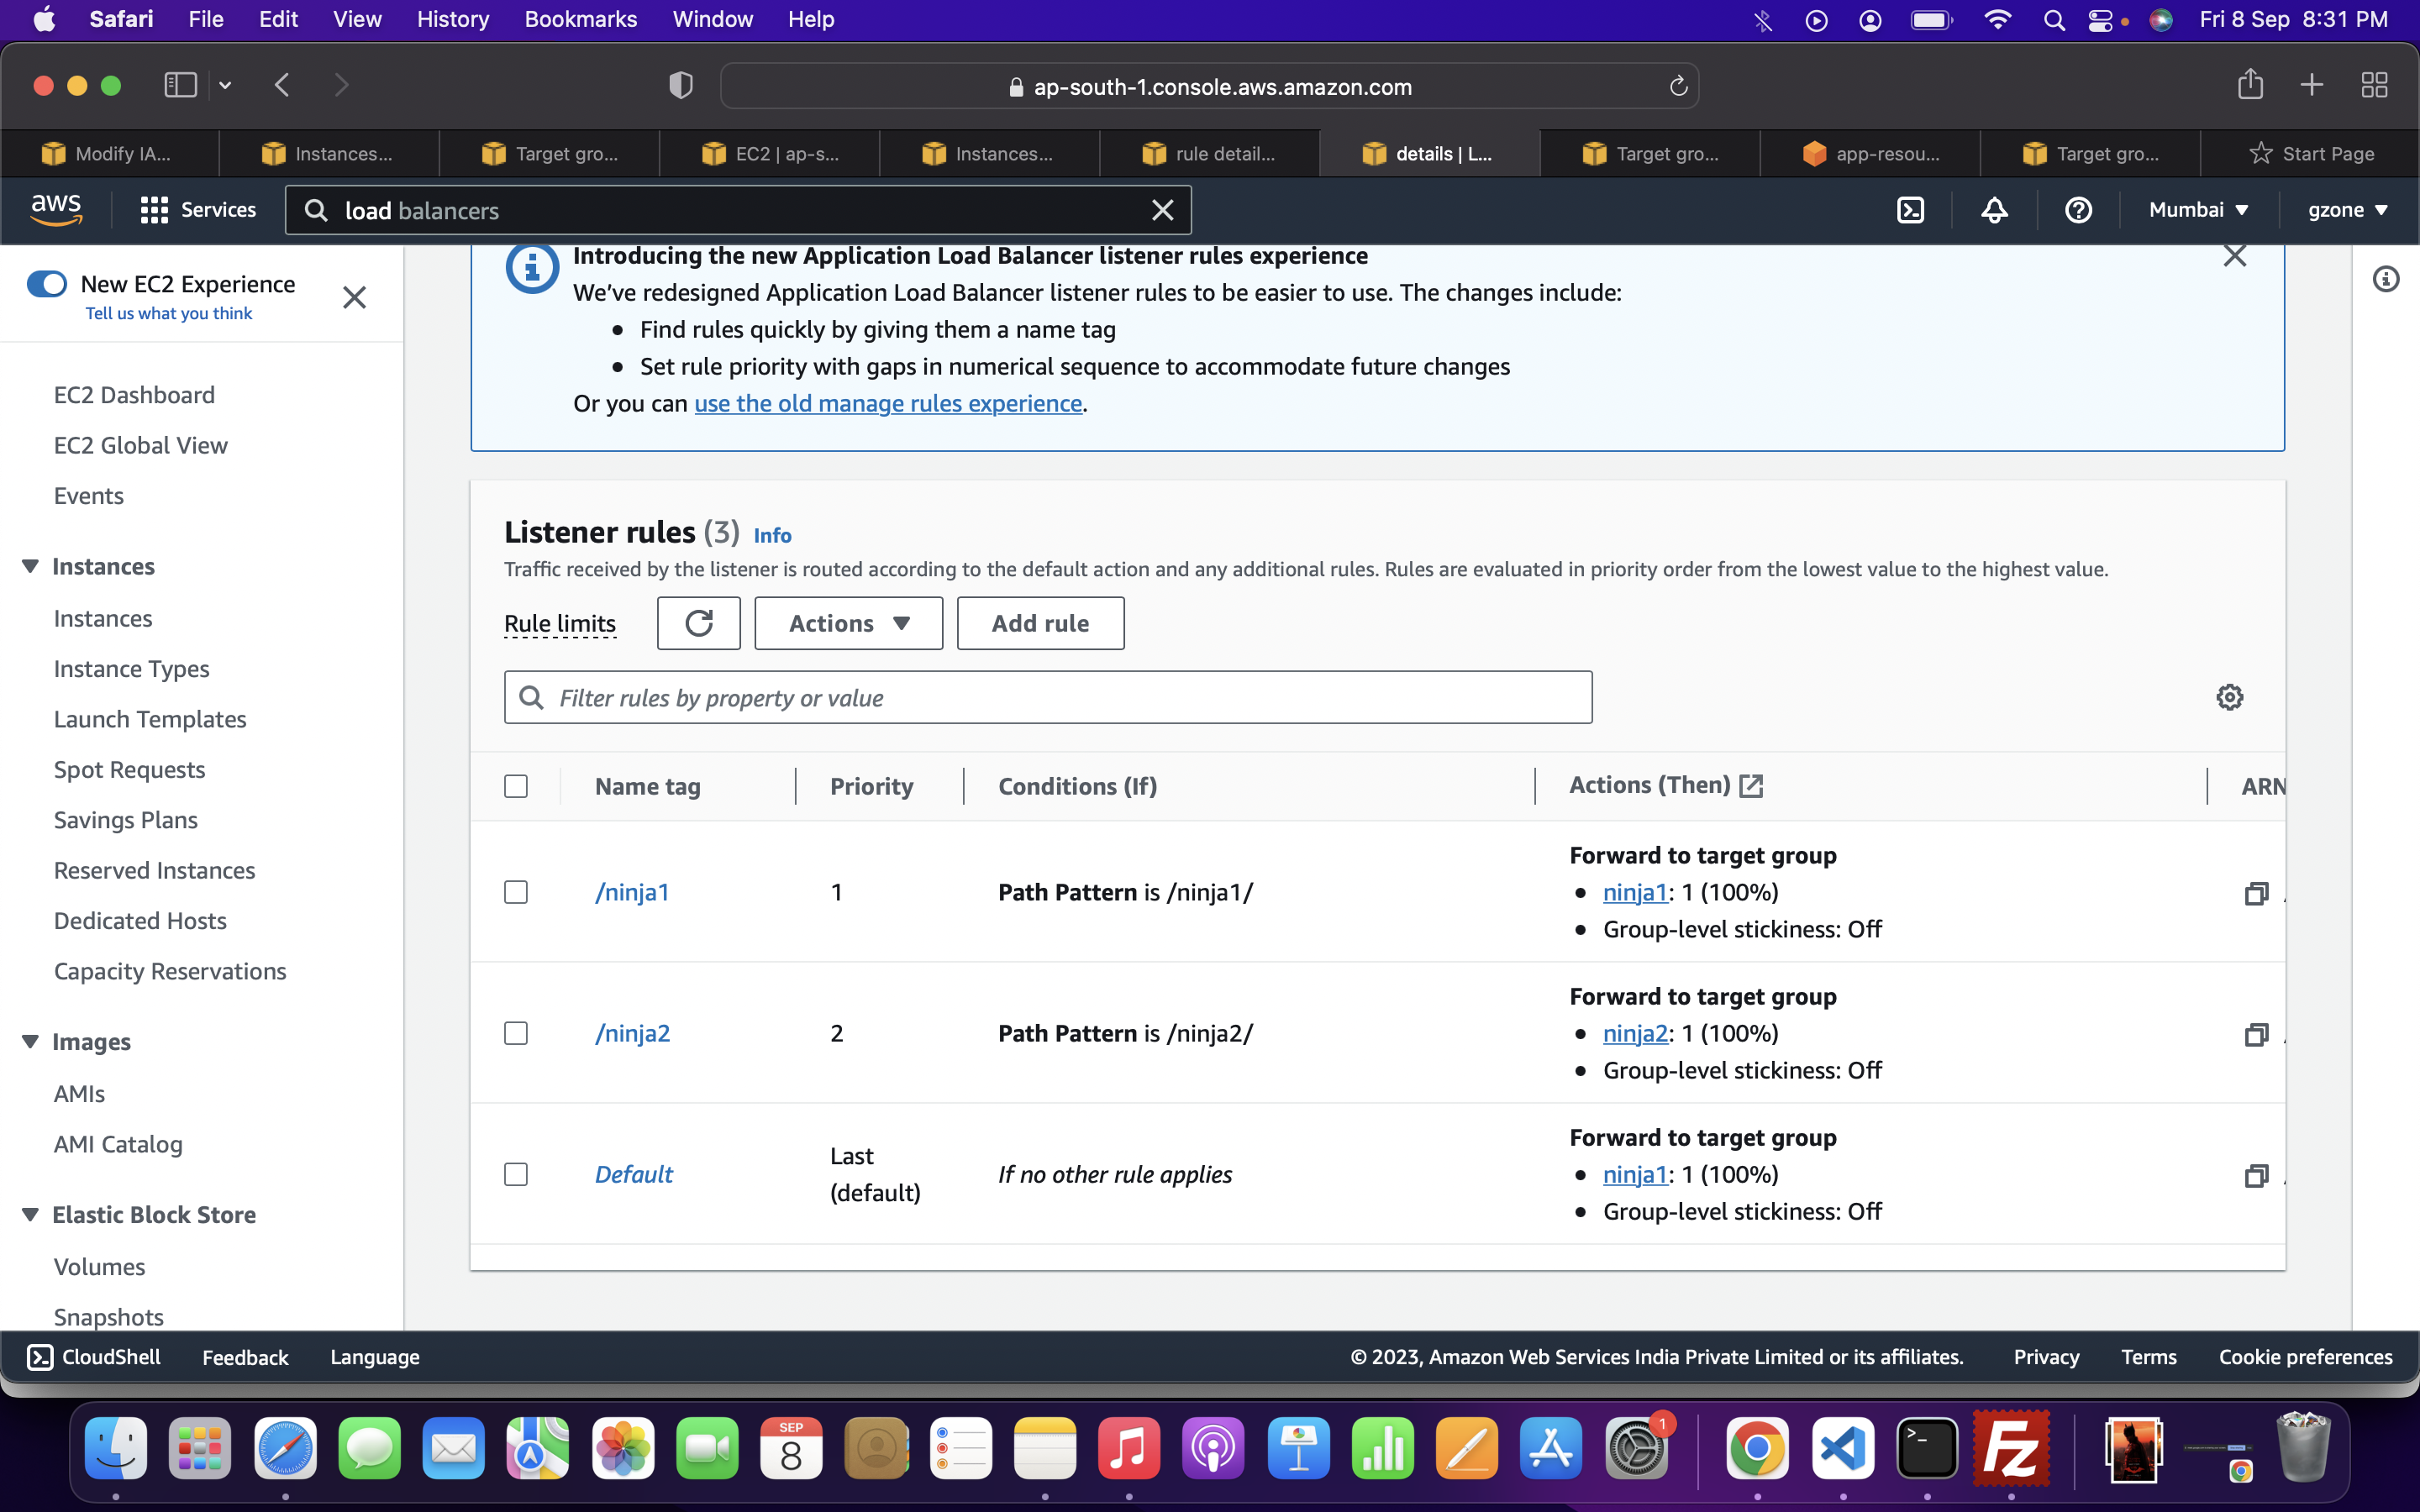 Safari File Edit View History Bookmarks Window Help Fri 8 Sep 8:31 PM
ap-south-1.console.aws.amazon.com
Modify IA... Instances... Target gro... EC2 | ap-s... Instances... rule detail... details | L... Target gro... app-resou... Target gro... Start Page
aws Services load balancers Mumbai gzone
New EC2 Experience
Tell us what you think
EC2 Dashboard
EC2 Global View
Events
Instances
Instances
Instance Types
Launch Templates
Spot Requests
Savings Plans
Reserved Instances
Dedicated Hosts
Capacity Reservations
Images
AMIs
AMI Catalog
Elastic Block Store
Volumes
Snapshots
Introducing the new Application Load Balancer listener rules experience
We've redesigned Application Load Balancer listener rules to be easier to use. The changes include:
• Find rules quickly by giving them a name tag
• Set rule priority with gaps in numerical sequence to accommodate future changes
Or you can use the old manage rules experience.
Listener rules (3) Info
Traffic received by the listener is routed according to the default action and any additional rules. Rules are evaluated in priority order from the lowest value to the highest value.
Rule limits Actions Add rule
Filter rules by property or value
Name tag Priority Conditions (If) Actions (Then) ARN
Forward to target group
/ninja1 1 Path Pattern is /ninja1/ • ninja1: 1 (100%)
• Group-level stickiness: Off
Forward to target group
/ninja2 2 Path Pattern is /ninja2/ • ninja2: 1 (100%)
• Group-level stickiness: Off
Forward to target group
Default Last (default) If no other rule applies • ninja1: 1 (100%)
• Group-level stickiness: Off
CloudShell Feedback Language © 2023, Amazon Web Services India Private Limited or its affiliates. Privacy Terms Cookie preferences
SEP
8
1
Fz